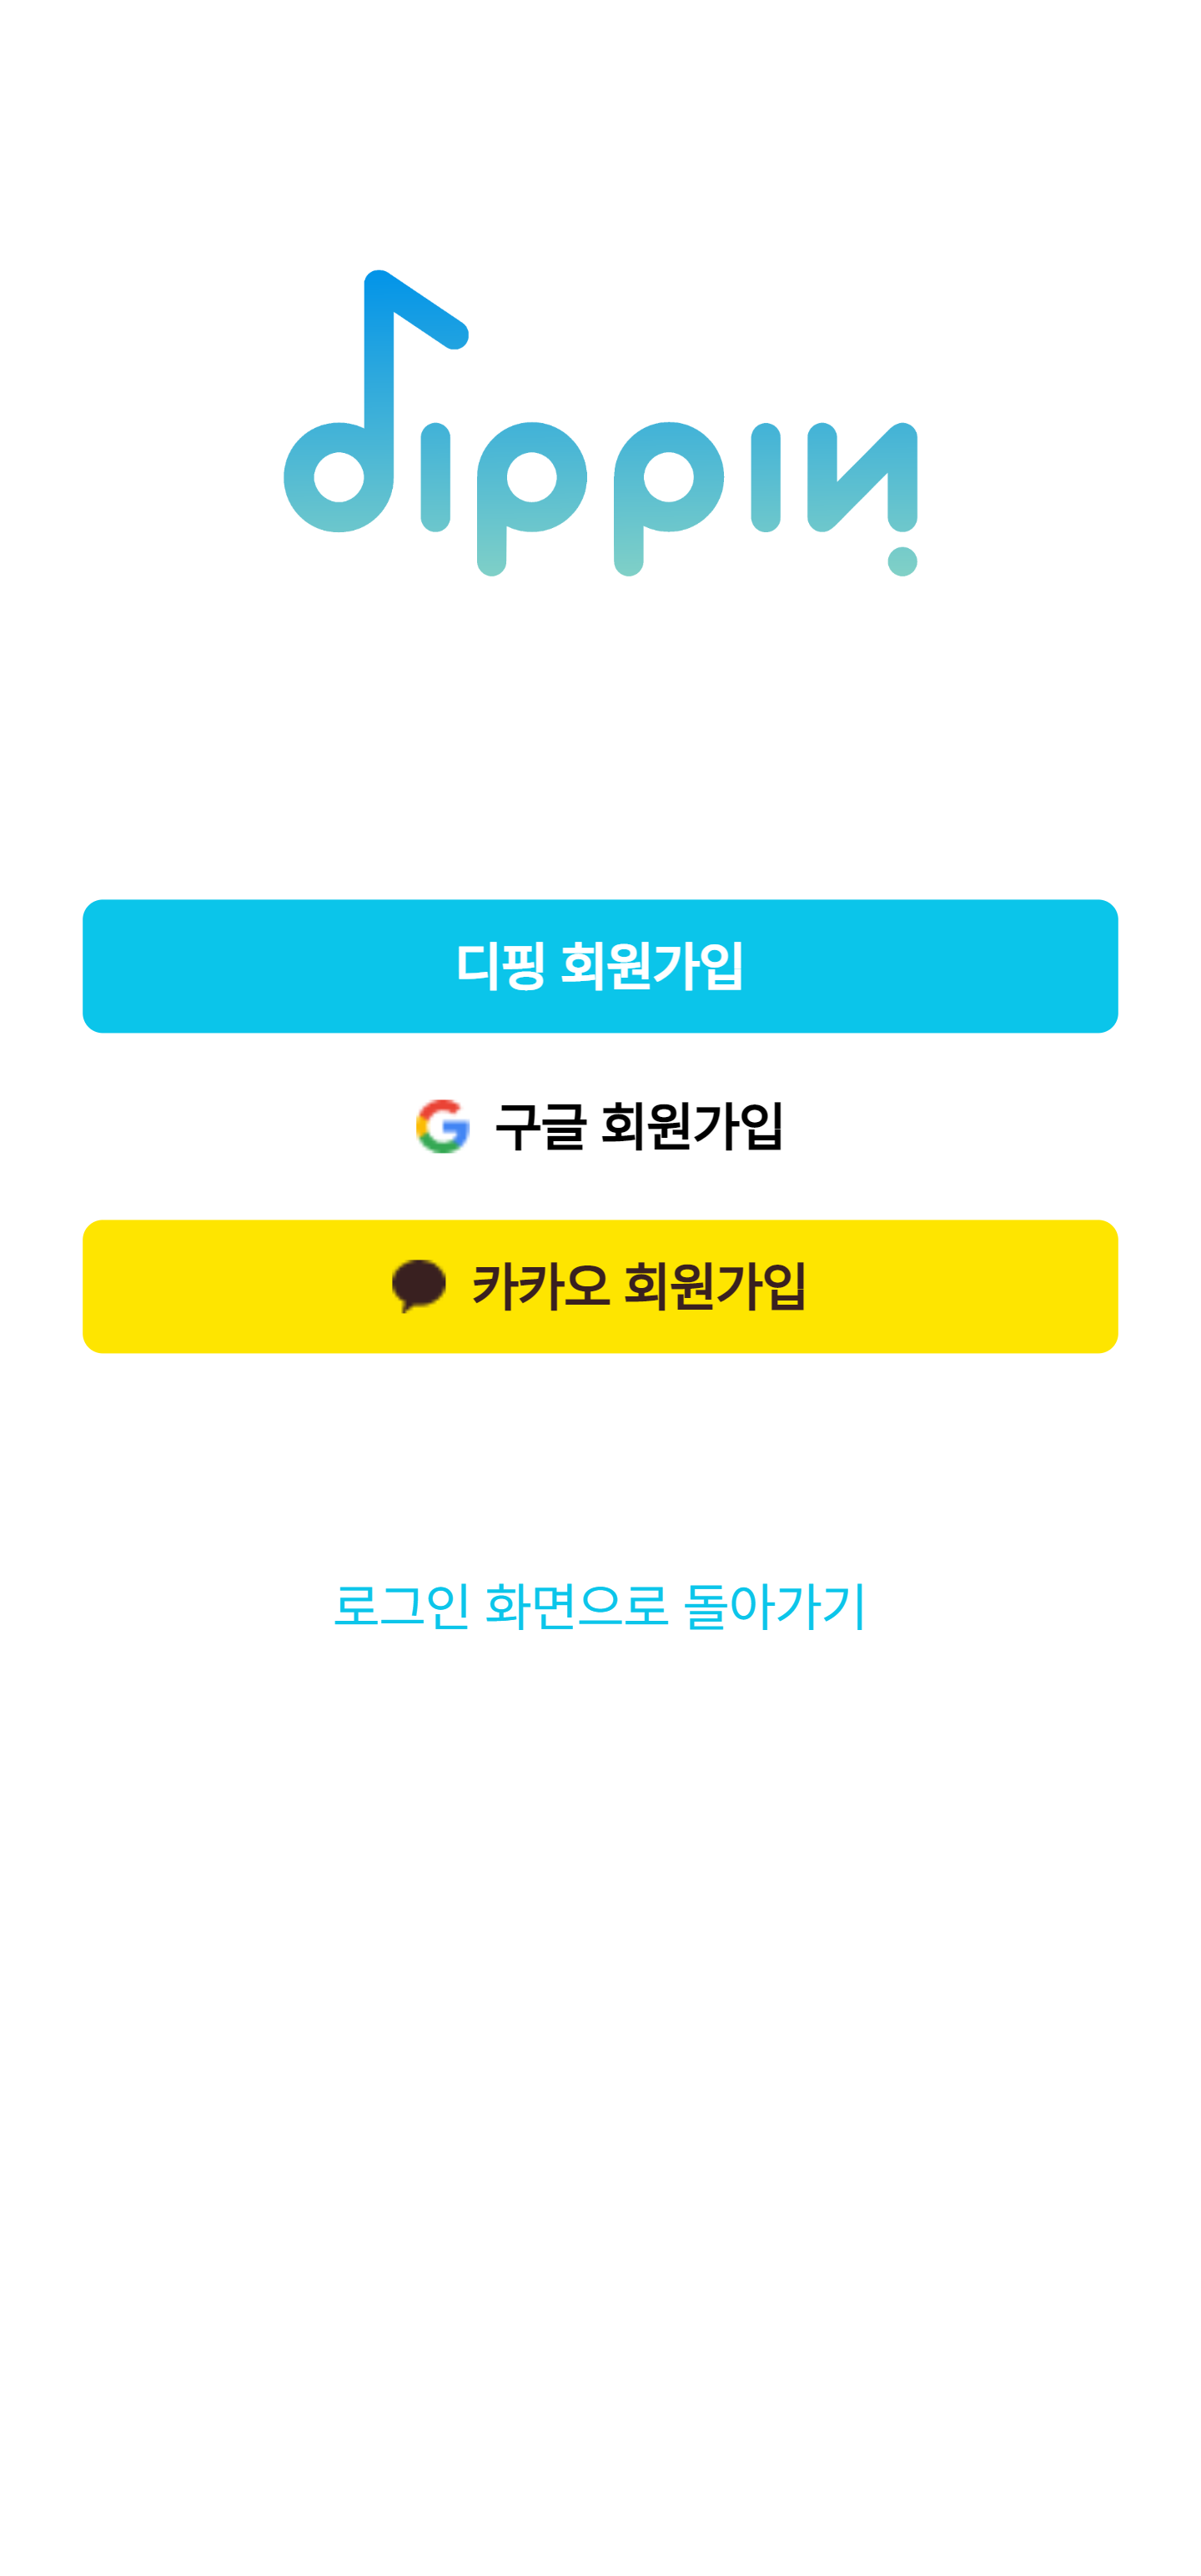 dippin
디핑 회원가입
구글 회원가입
카카오 회원가입
로그인 화면으로 돌아가기